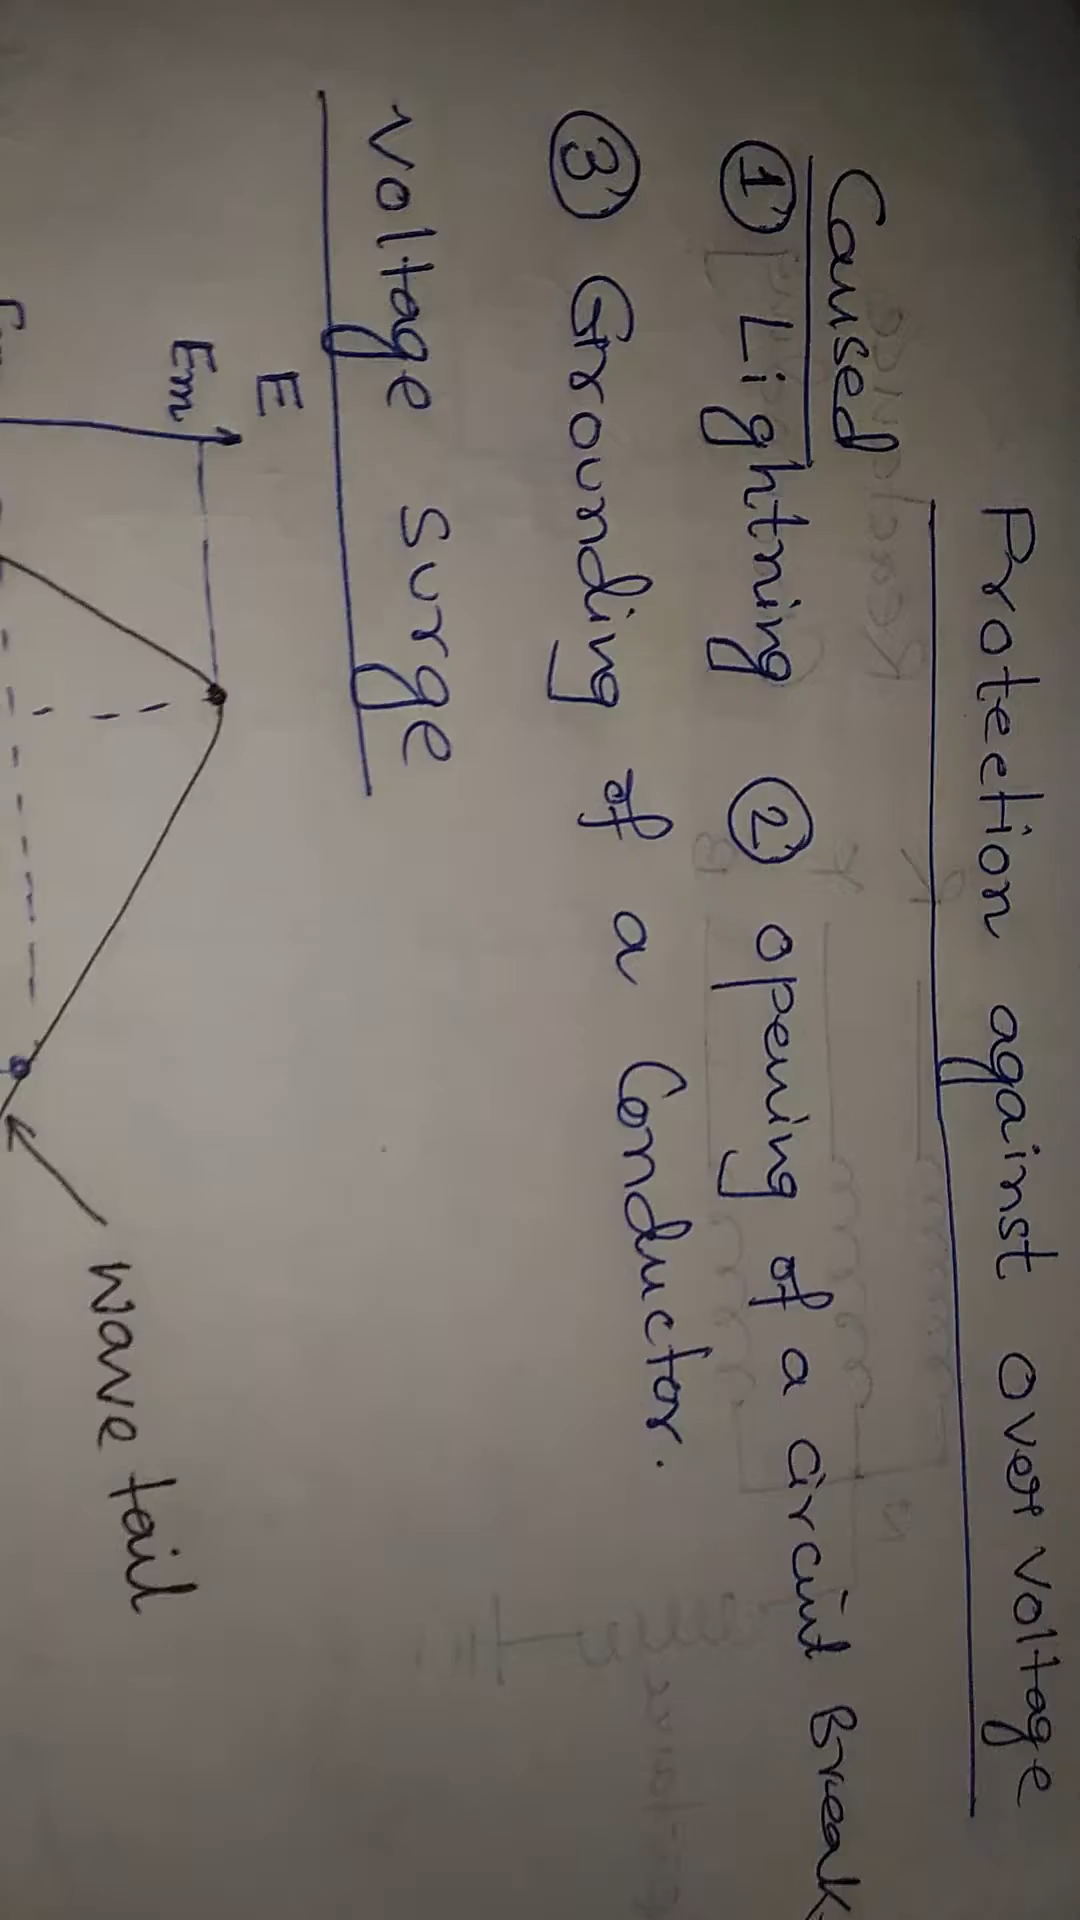 Protection against over voltage
Caused
① Lightning ② opening of a circuit Break
③ Grounding of a Conductor.
Voltage surge
E
Em
Wave tail